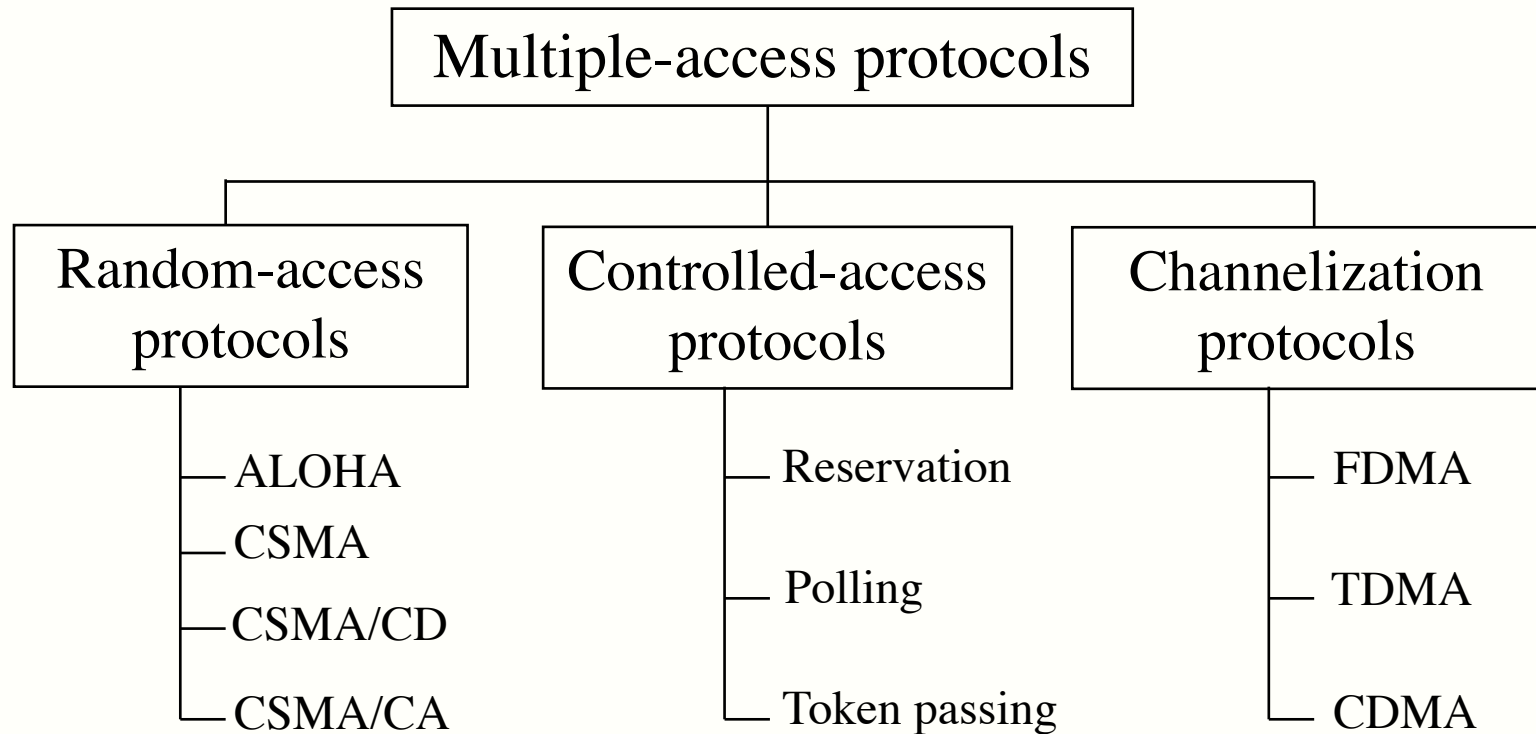 Multiple-access protocols
Random-access
protocols
Controlled-access
protocols
Channelization
protocols
ALOHA
CSMA
CSMA/CD
CSMA/CA
Reservation
Polling
Token passing
FDMA
TDMA
CDMA